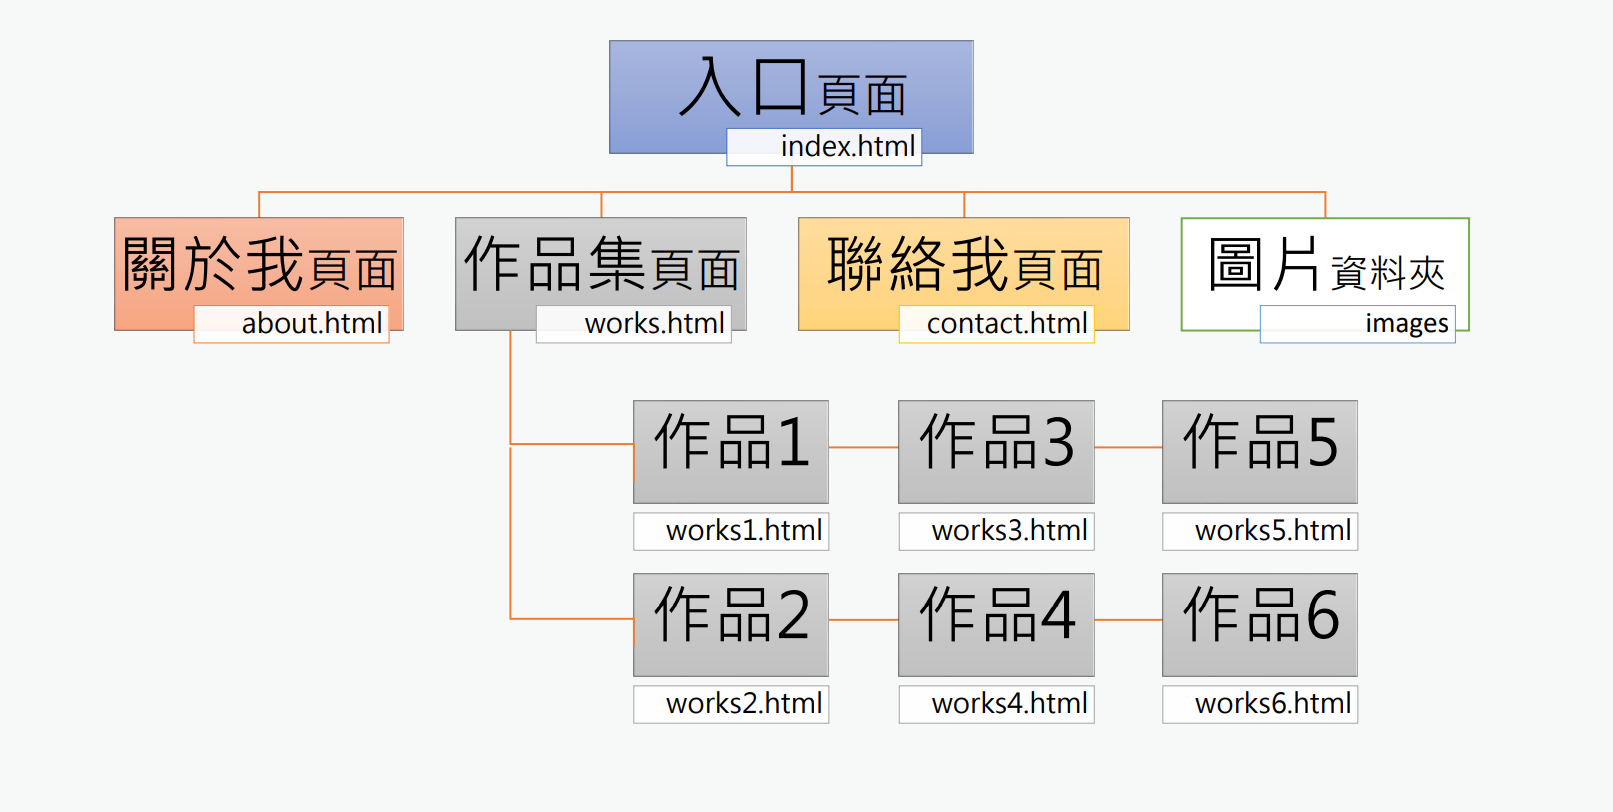 入口頁面
index.html
關於我頁面
about.html
作品集頁面
works.html
聯絡我頁面
contact.html
圖片資料夾
images
作品1
works1.html
作品3
works3.html
作品5
works5.html
作品2
works2.html
作品4
works4.html
作品6
works6.html